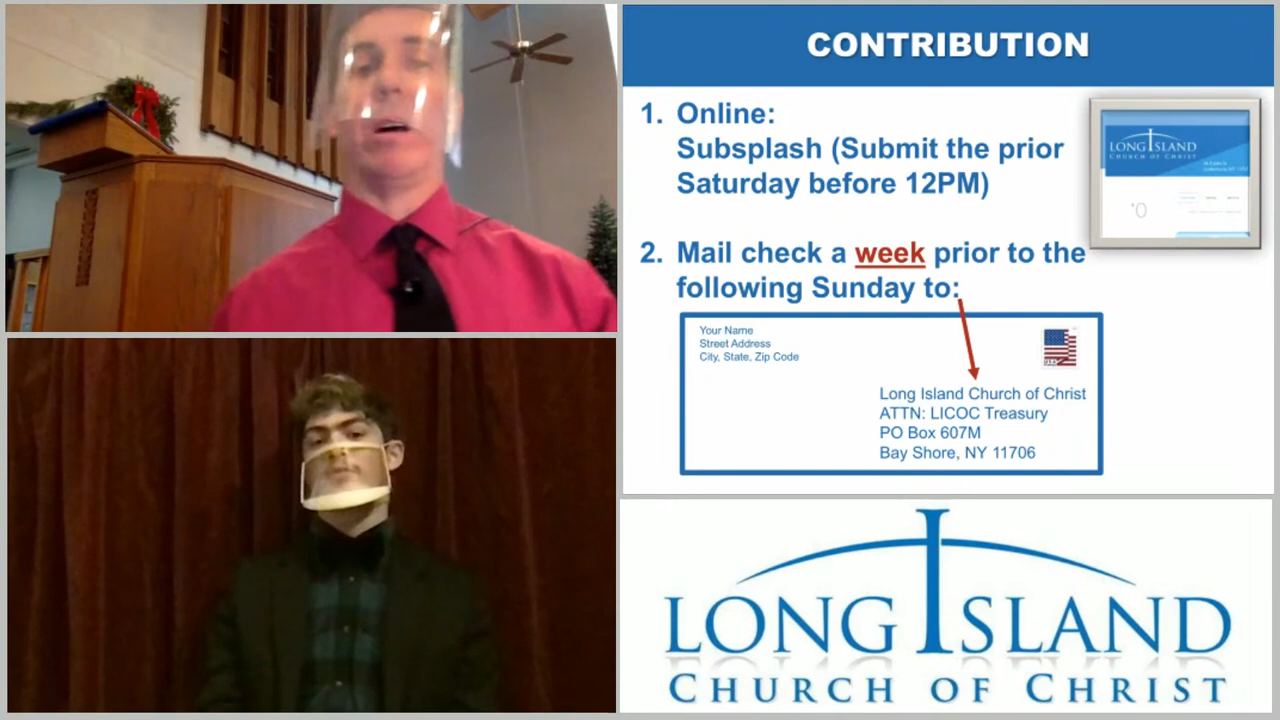 CONTRIBUTION
1. Online:
Subsplash (Submit the prior
Saturday before 12PM)
LONG ISLAND
CHURCH OF CHRIST
2. Mail check a week prior to the
following Sunday to:
Your Name
Street Address
City, State, Zip Code
USA
Long Island Church of Christ
ATTN: LICOC Treasury
PO Box 607M
Bay Shore, NY 11706
LONG ISLAND
CHURCH OF CHRIST